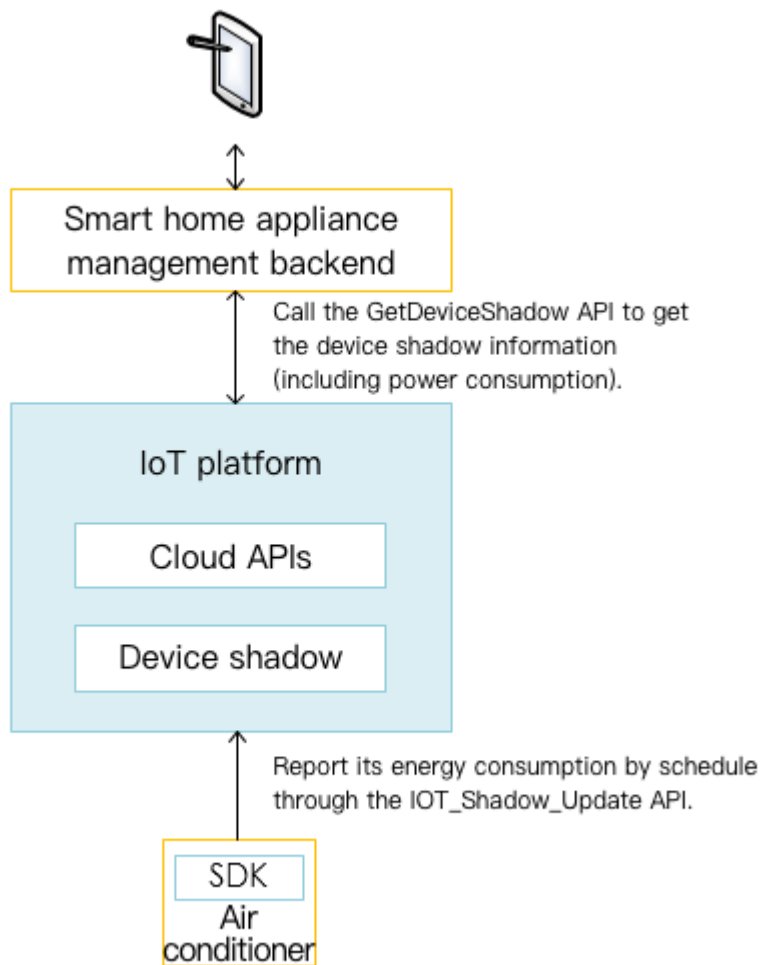 Smart home appliance
management backend
Call the GetDeviceShadow API to get
the device shadow information
(including power consumption).
IoT platform
Cloud APIs
Device shadow
Report its energy consumption by schedule
through the IOT_Shadow_Update API.
SDK
Air
conditioner